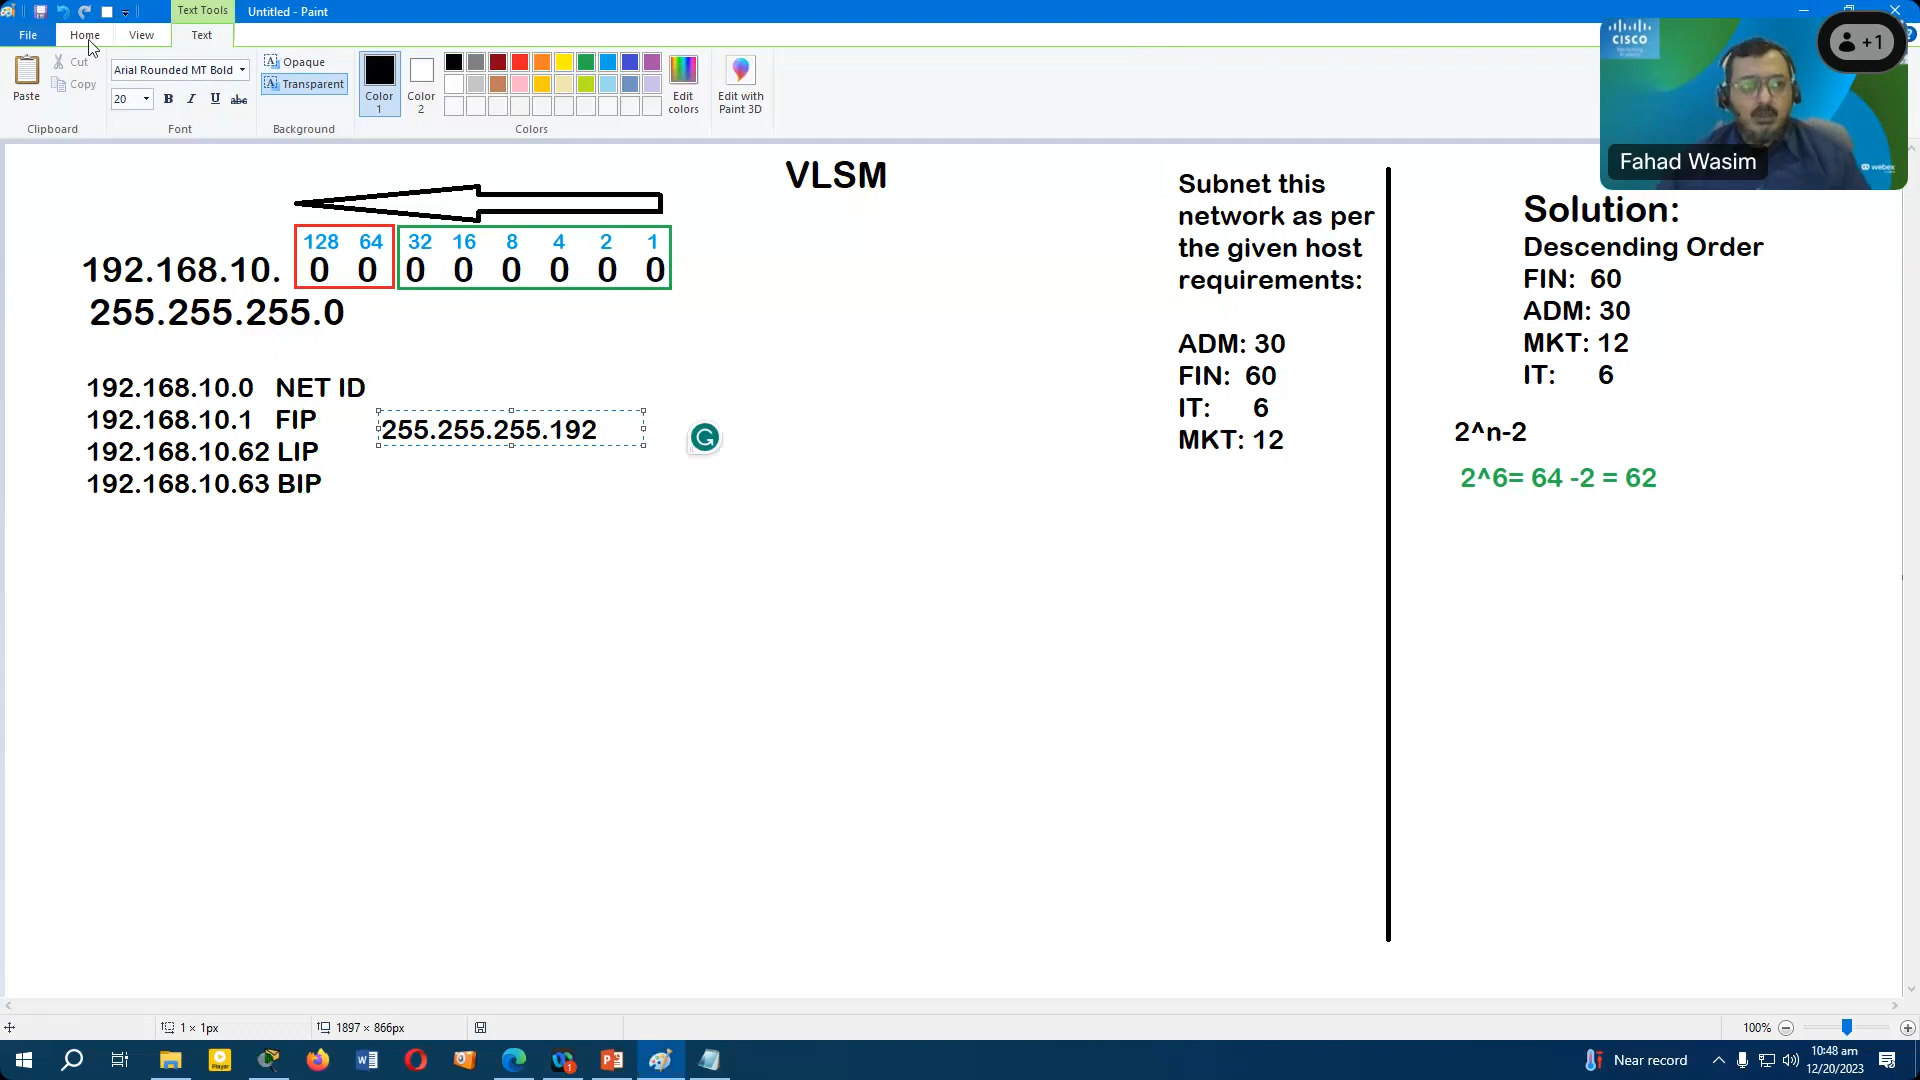 Text Tools
Untitled - Paint
File
Home
View
Text
Paste
Cut
Copy
Clipboard
Arial Rounded MT Bold
20
B
I
U
abc
Font
Opaque
Transparent
Background
Color
1
Color
2
Edit
colors
Colors
Edit with
Paint 3D
CISCO
+1
webex
Fahad Wasim
VLSM
128 64 32 16 8 4 2 1
192.168.10. 0 0 0 0 0 0 0 0
255.255.255.0
192.168.10.0 NET ID
192.168.10.1 FIP
192.168.10.62 LIP
192.168.10.63 BIP
255.255.255.192
G
Subnet this
network as per
the given host
requirements:
ADM: 30
FIN: 60
IT: 6
MKT: 12
Solution:
Descending Order
FIN: 60
ADM: 30
MKT: 12
IT: 6
2^n-2
2^6= 64 -2 = 62
1 × 1px
1897 × 866px
100%
Near record
10:48 am
12/20/2023